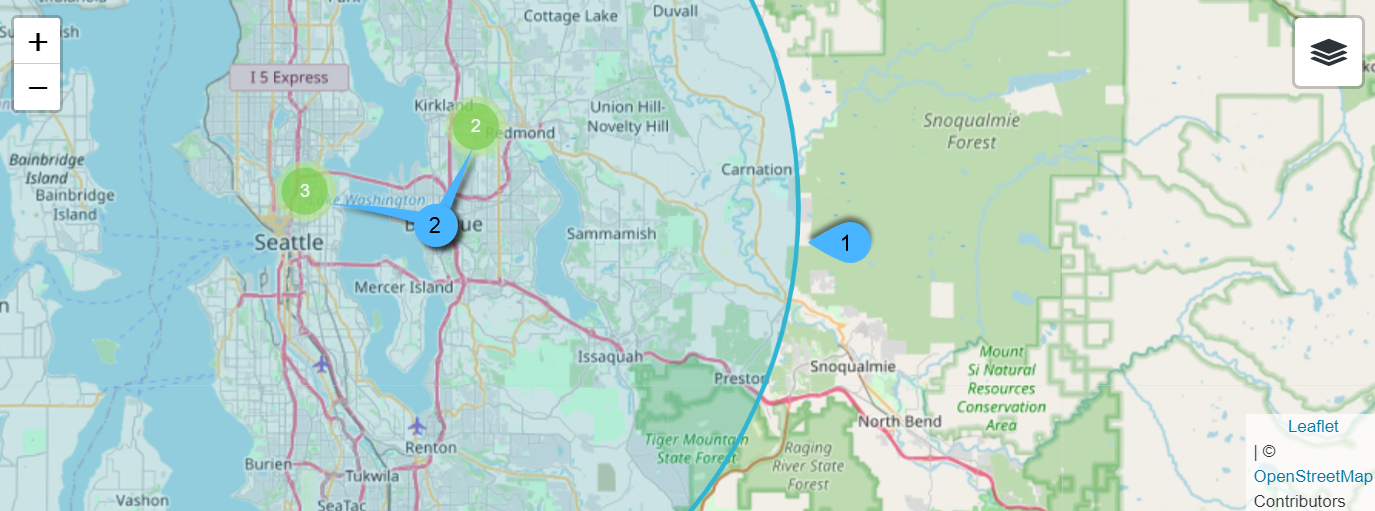 Cottage Lake
Duvall
+
−
I 5 Express
Kirkland
2
Redmond
Union Hill-
Novelty Hill
Snoqualmie
Forest
Bainbridge
Island
Bainbridge
Island
3
Lake Washington
Carnation
2
Seattle
Sammamish
1
Mercer Island
Issaquah
Preston
Snoqualmie
Mount
Si Natural
Resources
Conservation
Area
North Bend
Tiger Mountain
State Forest
Raging
River State
Forest
Renton
Burien
Tukwila
Vashon
SeaTac
Leaflet
| ©
OpenStreetMap
Contributors